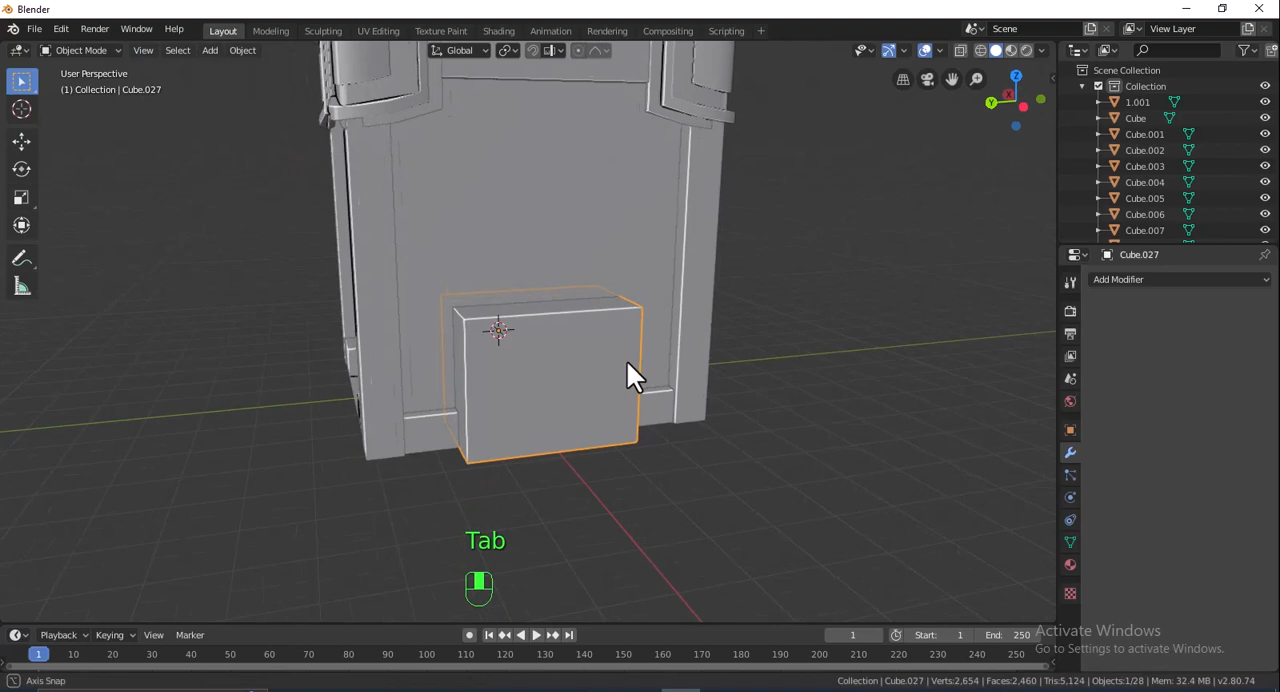 Blender
File Edit Render Window Help
Layout Modeling Sculpting UV Editing Texture Paint Shading Animation Rendering Compositing Scripting +
Scene
View Layer
Object Mode View Select Add Object
Global
User Perspective
(1) Collection | Cube.027
Z
Y
X
Scene Collection
Collection
1.001
Cube
Cube.001
Cube.002
Cube.003
Cube.004
Cube.005
Cube.006
Cube.007
Cube.027
Add Modifier
Tab
Playback Keying View Marker
1
Start: 1
End: 250
1 10 20 30 40 50 60 70 80 90 100 110 120 130 140 150 160 170 180 190 200 210 220 230 240 250
Activate Windows
Go to Settings to activate Windows.
Axis Snap
Collection | Cube.027 | Verts:2,654 | Faces:2,460 | Tris:5,124 | Objects:1/28 | Mem: 32.4 MB | v2.80.74